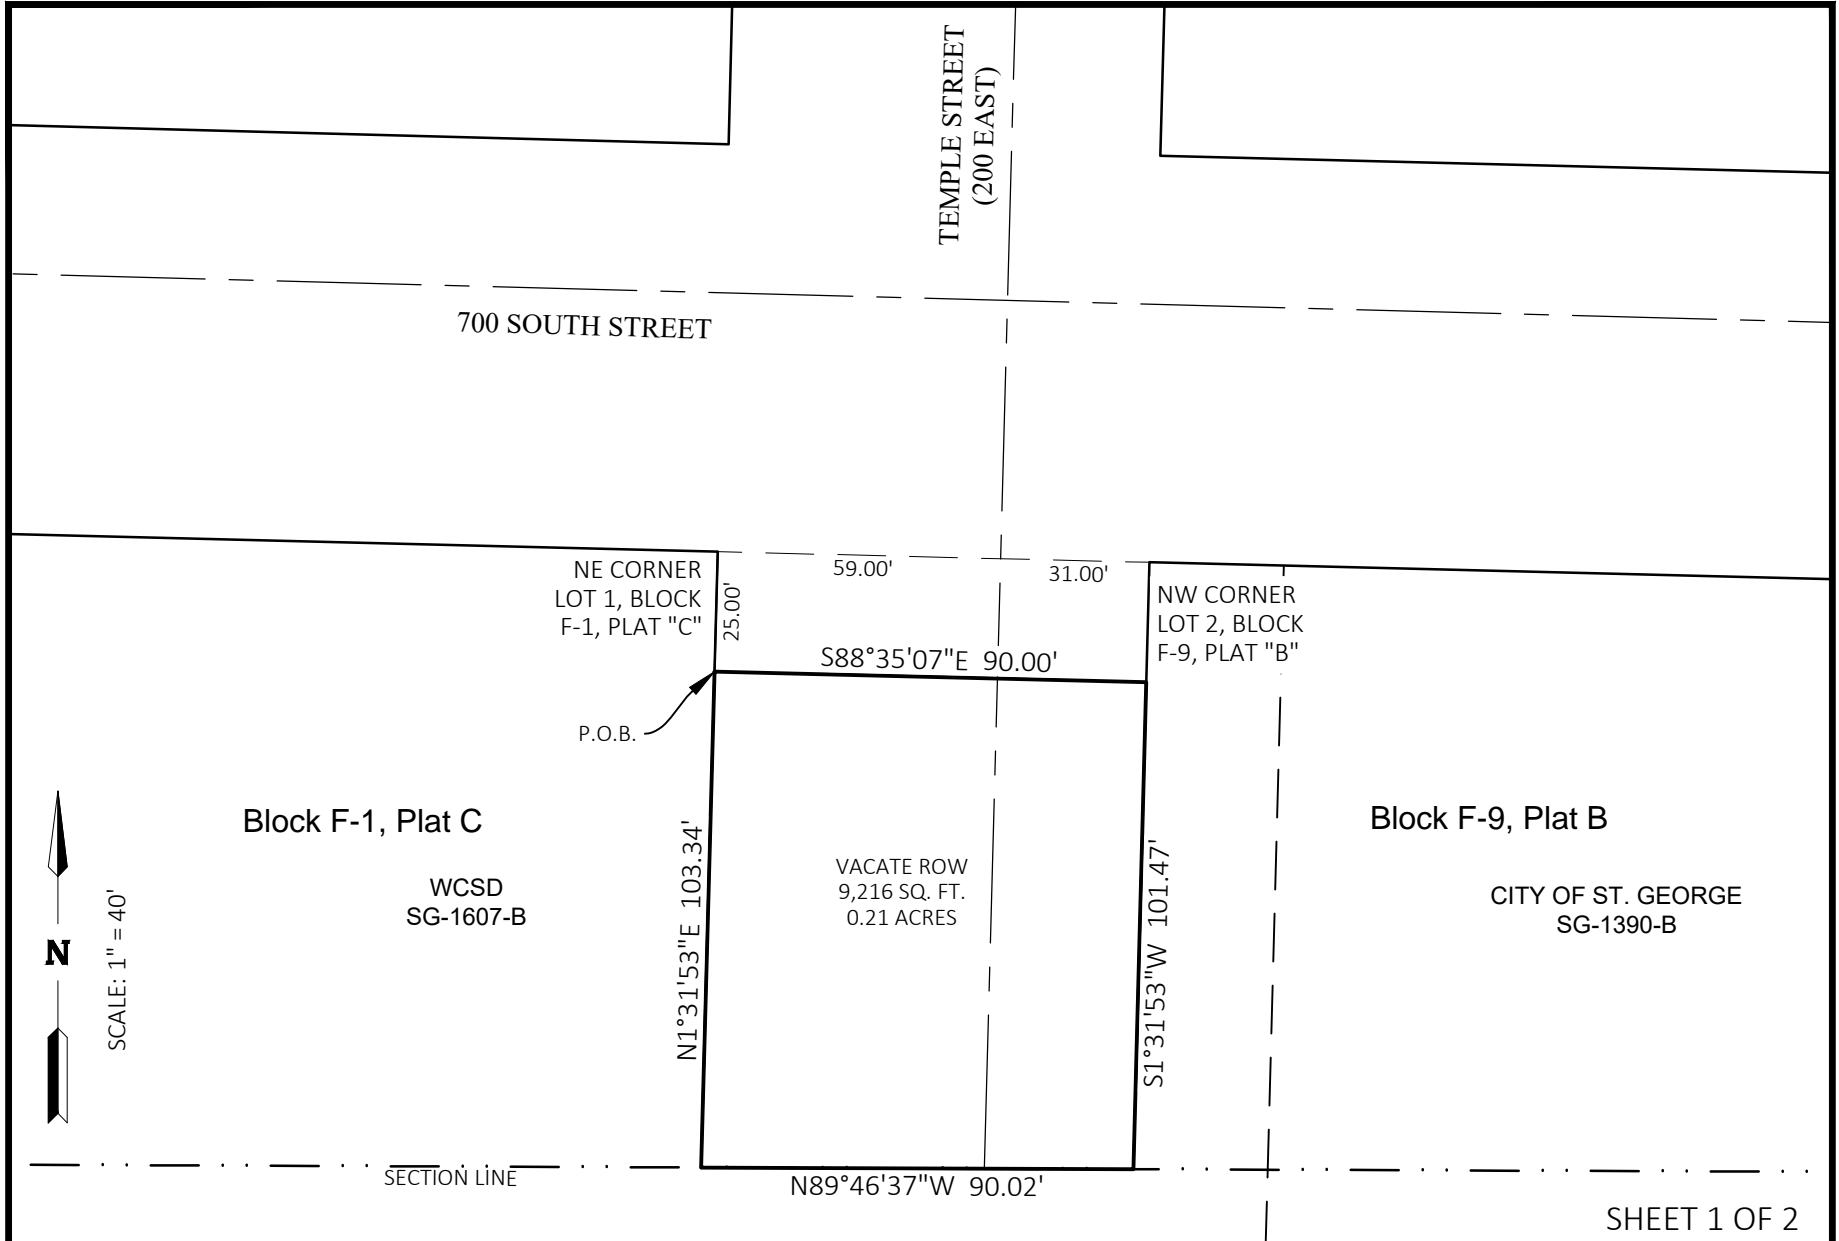 TEMPLE STREET
(200 EAST)
700 SOUTH STREET
NE CORNER
LOT 1, BLOCK
F-1, PLAT "C"
25.00'
59.00'
31.00'
NW CORNER
LOT 2, BLOCK
F-9, PLAT "B"
S88°35'07"E 90.00'
P.O.B.
Block F-1, Plat C
WCSD
SG-1607-B
N1°31'53"E 103.34'
VACATE ROW
9,216 SQ. FT.
0.21 ACRES
S1°31'53"W 101.47'
Block F-9, Plat B
CITY OF ST. GEORGE
SG-1390-B
N
SCALE: 1" = 40'
SECTION LINE
N89°46'37"W 90.02'
SHEET 1 OF 2